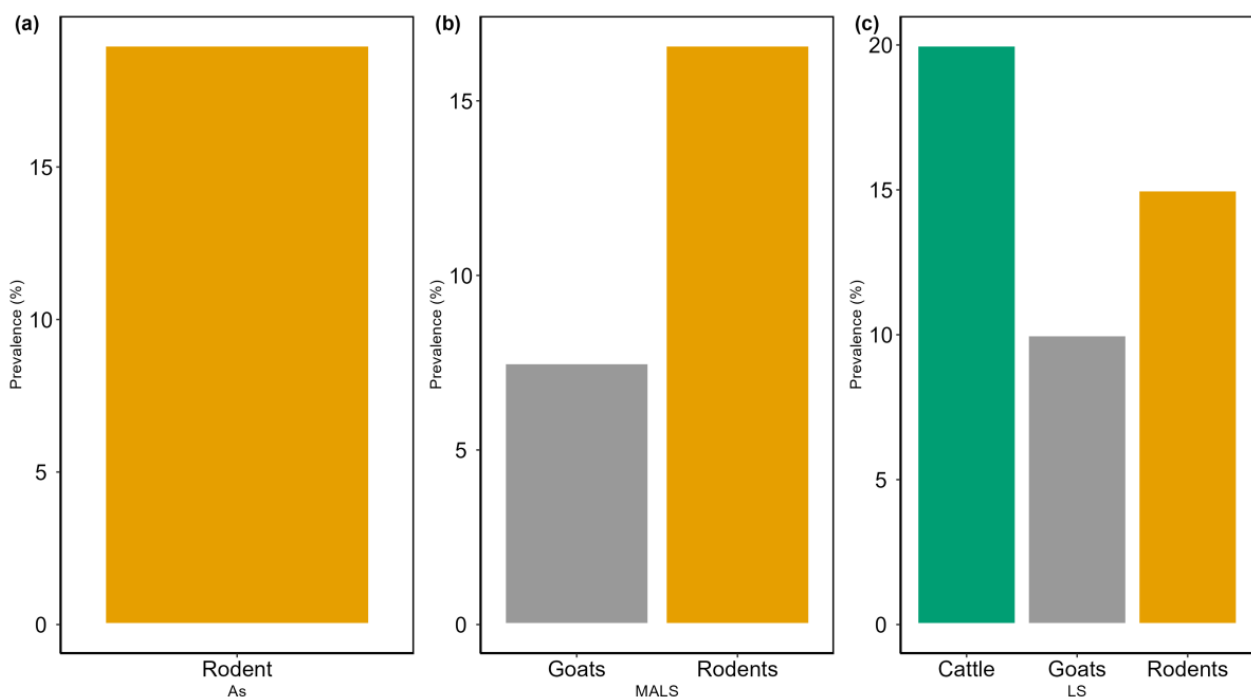 (a)
Prevalence (%)
15
10
5
0
Rodent
As
(b)
Prevalence (%)
15
10
5
0
Goats Rodents
MALS
(c)
Prevalence (%)
20
15
10
5
0
Cattle Goats Rodents
LS